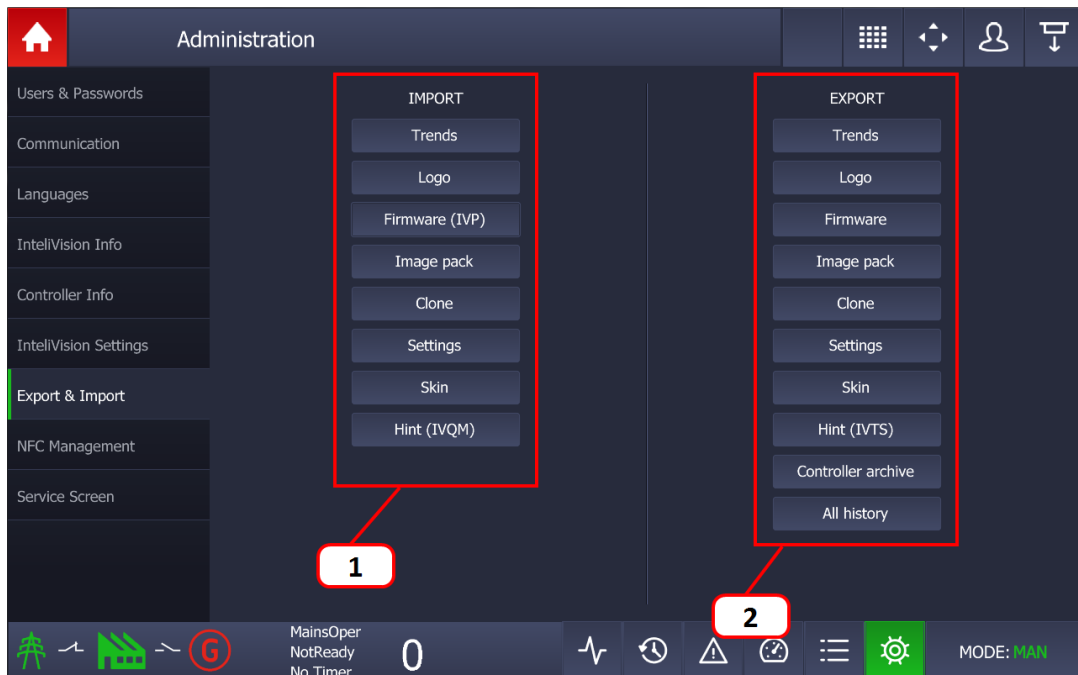 Administration
Users & Passwords
Communication
Languages
InteliVision Info
Controller Info
InteliVision Settings
Export & Import
NFC Management
Service Screen
IMPORT
Trends
Logo
Firmware (IVP)
Image pack
Clone
Settings
Skin
Hint (IVQM)
1
EXPORT
Trends
Logo
Firmware
Image pack
Clone
Settings
Skin
Hint (IVTS)
Controller archive
All history
2
G
MainsOper
NotReady
No Timer
0
MODE: MAN